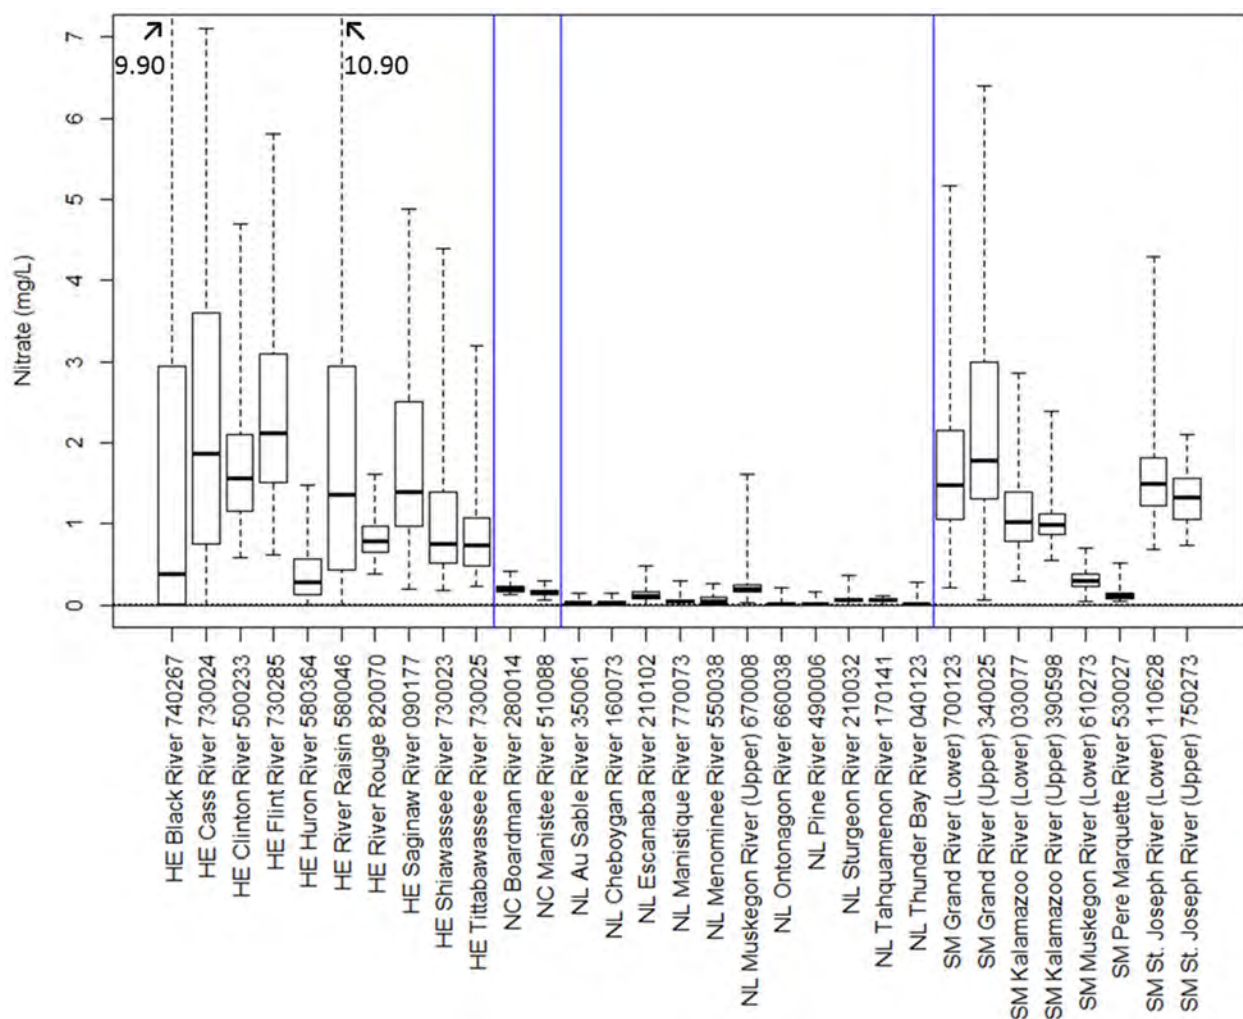 7
9.90
10.90
6
5
4
3
2
1
0
Nitrate (mg/L)
HE Black River 740267
HE Cass River 730024
HE Clinton River 500233
HE Flint River 730285
HE Huron River 580364
HE River Raisin 580046
HE River Rouge 820070
HE Saginaw River 090177
HE Shiawassee River 730023
HE Tittabawassee River 730025
NC Boardman River 280014
NC Manistee River 510088
NL Au Sable River 350061
NL Cheboygan River 160073
NL Escanaba River 210102
NL Manistique River 770073
NL Menominee River 550038
NL Muskegon River (Upper) 670008
NL Ontonagon River 660038
NL Pine River 490006
NL Sturgeon River 210032
NL Tahquamenon River 170141
NL Thunder Bay River 040123
SM Grand River (Lower) 700123
SM Grand River (Upper) 340025
SM Kalamazoo River (Lower) 030077
SM Kalamazoo River (Upper) 390598
SM Muskegon River (Lower) 610273
SM Pere Marquette River 530027
SM St. Joseph River (Lower) 110628
SM St. Joseph River (Upper) 750273